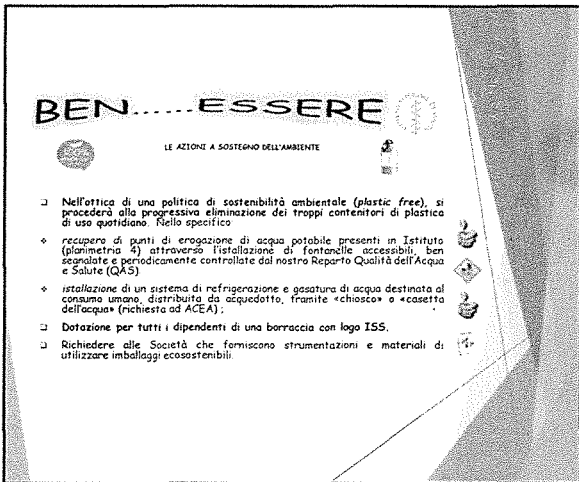 BEN.....ESSERE
LE AZIONI A SOSTEGNO DELL'AMBIENTE
❑ Nell'ottica di una politica di sostenibilità ambientale (plastic free), si
procederà alla progressiva eliminazione dei troppi contenitori di plastica
di uso quotidiano. Nello specifico
❖ recupero di punti di erogazione di acqua potabile presenti in Istituto
(planimetria 4) attraverso l'istallazione di fontanelle accessibili, ben
segnalate e periodicamente controllate dal nostro Reparto Qualità dell'Acqua
e Salute (QAS)
❖ istallazione di un sistema di refrigerazione e gasatura di acqua destinata al
consumo umano, distribuita da acquedotto, tramite «chiosco» o «casetta
dell'acqua» (richiesta ad ACEA) ;
❑ Dotazione per tutti i dipendenti di una borraccia con logo ISS.
❑ Richiedere alle Società che forniscono strumentazioni e materiali di
utilizzare imballaggi ecosostenibili.